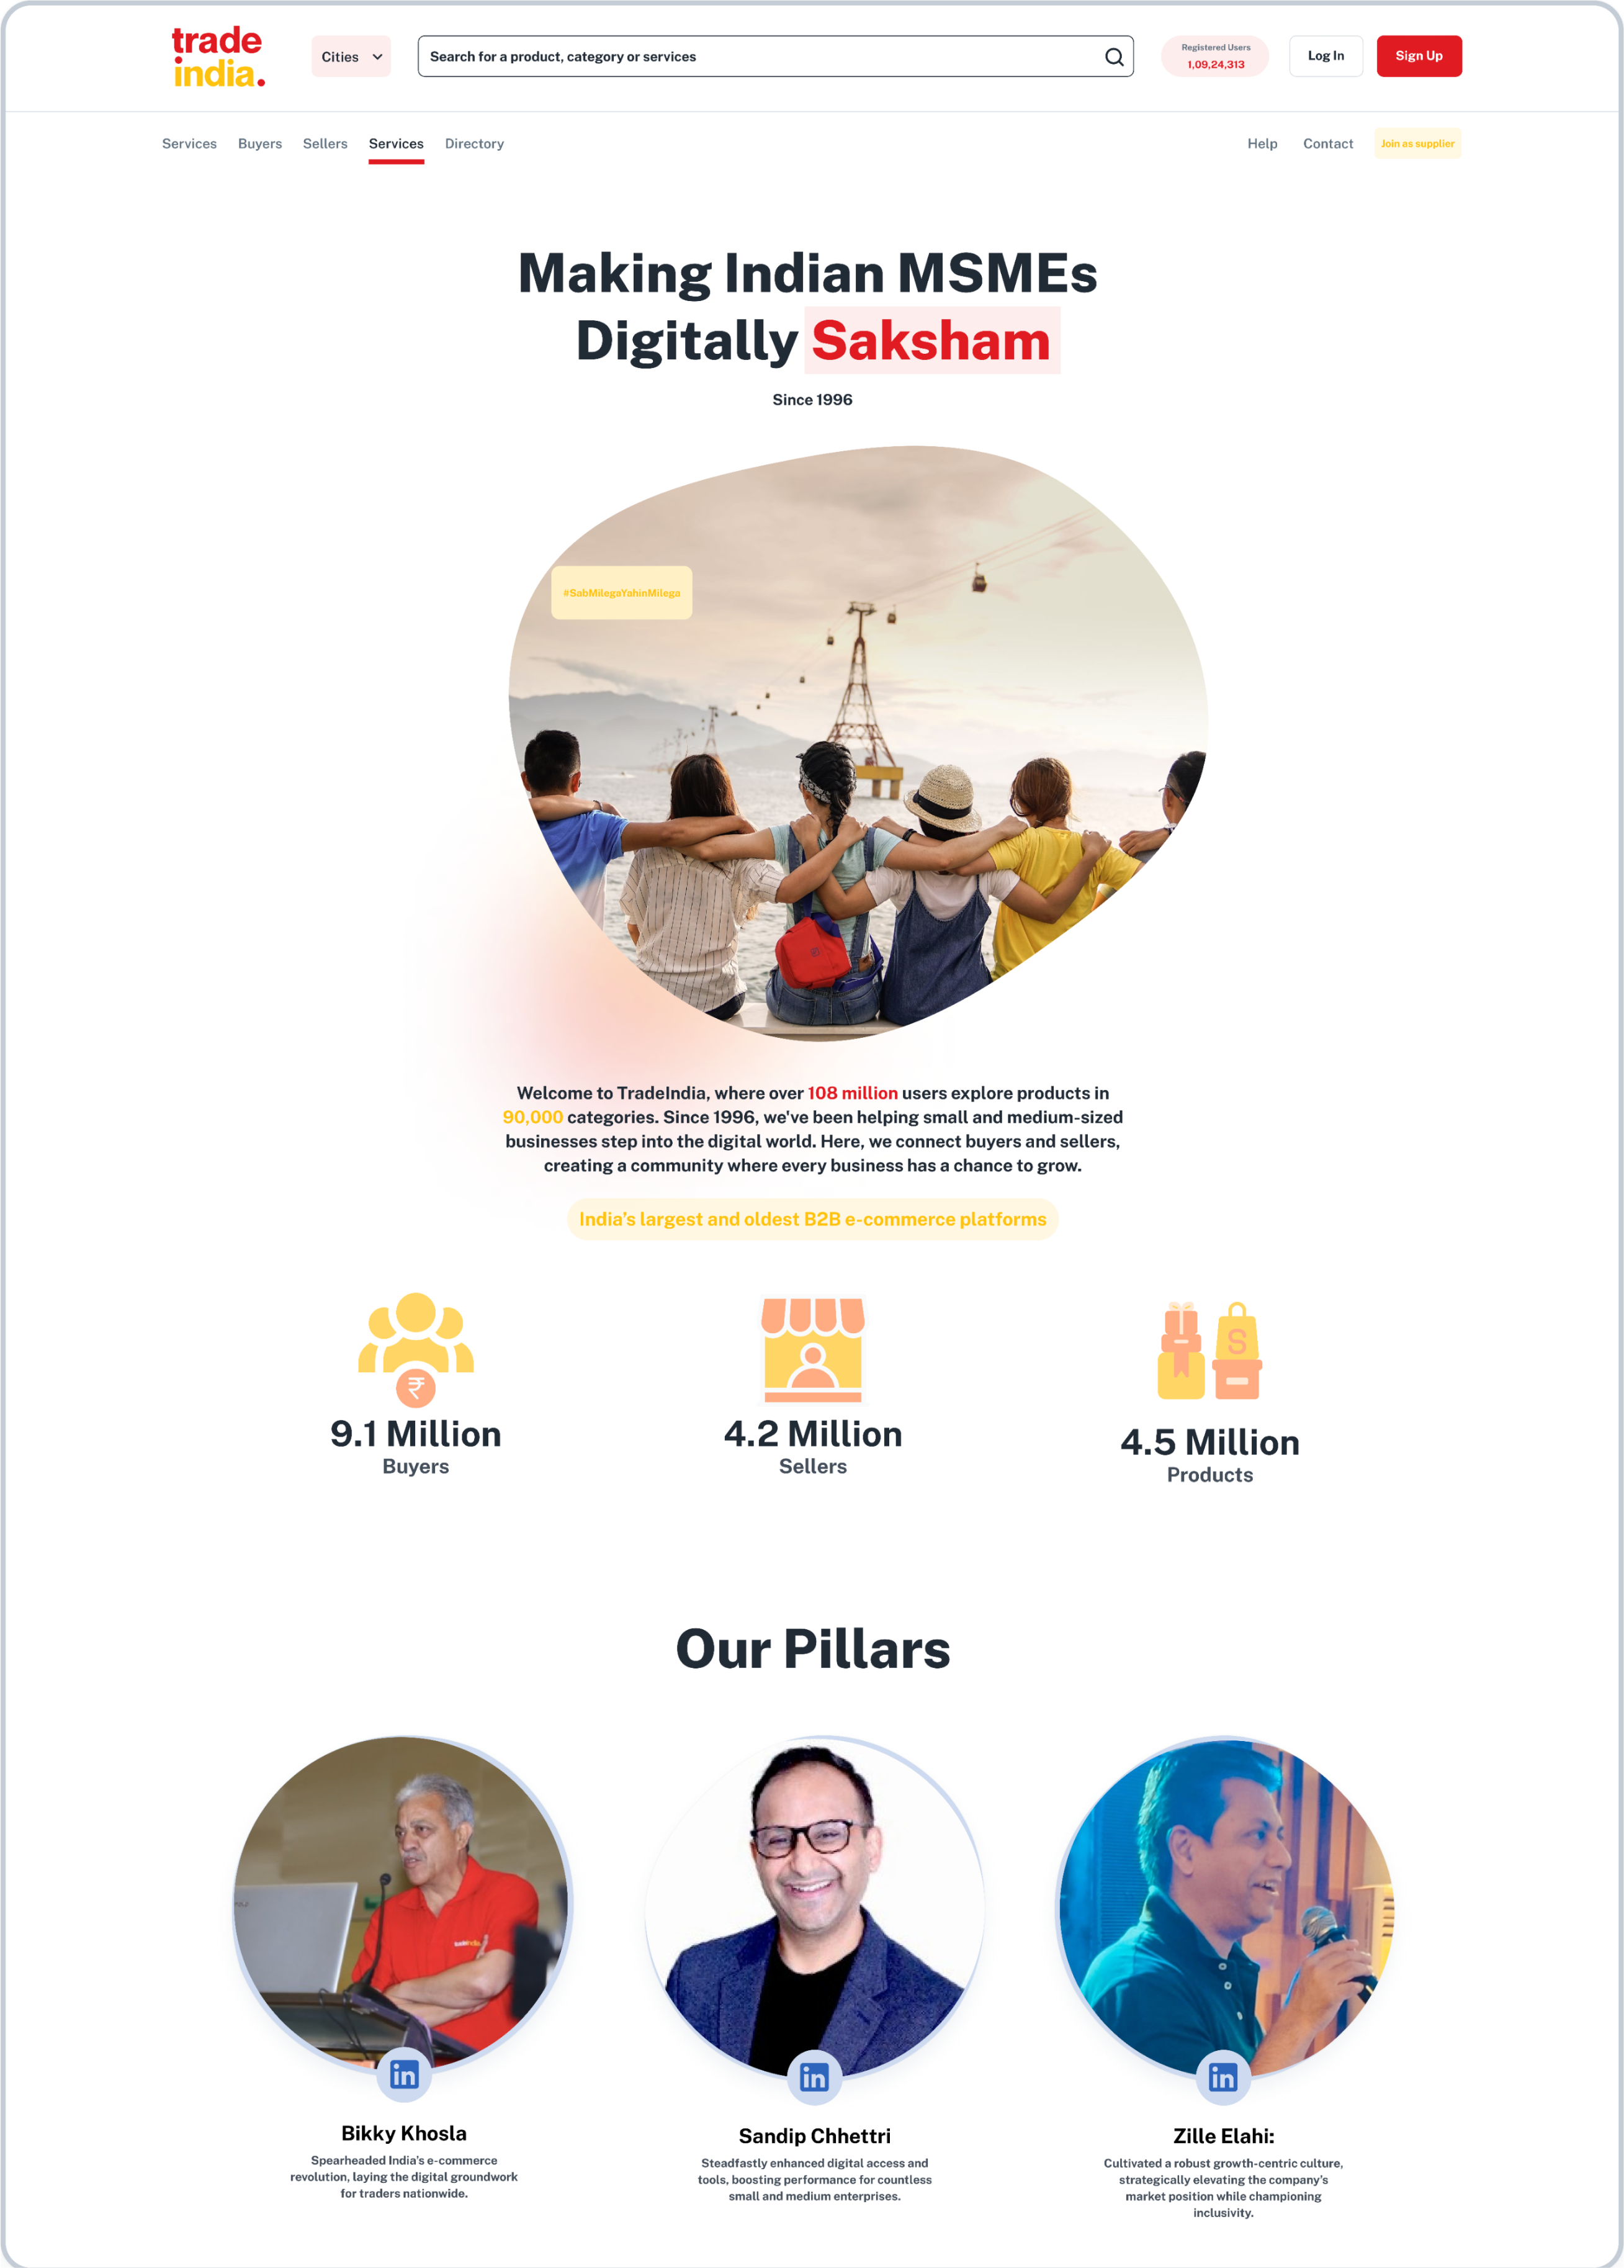 trade
india.
Cities
Search for a product, category or services
Registered Users
1,09,24,313
Log In
Sign Up
Services
Buyers
Sellers
Services
Directory
Help
Contact
Join as supplier
Making Indian MSMEs
Digitally Saksham
Since 1996
#SabMilegaYahinMilega
Welcome to TradeIndia, where over 108 million users explore products in
90,000 categories. Since 1996, we've been helping small and medium-sized
businesses step into the digital world. Here, we connect buyers and sellers,
creating a community where every business has a chance to grow.
India's largest and oldest B2B e-commerce platforms
₹
S
9.1 Million
Buyers
4.2 Million
Sellers
4.5 Million
Products
Our Pillars
tradeindia
in
in
in
Bikky Khosla
Spearheaded India's e-commerce
revolution, laying the digital groundwork
for traders nationwide.
Sandip Chhettri
Steadfastly enhanced digital access and
tools, boosting performance for countless
small and medium enterprises.
Zille Elahi:
Cultivated a robust growth-centric culture,
strategically elevating the company's
market position while championing
inclusivity.